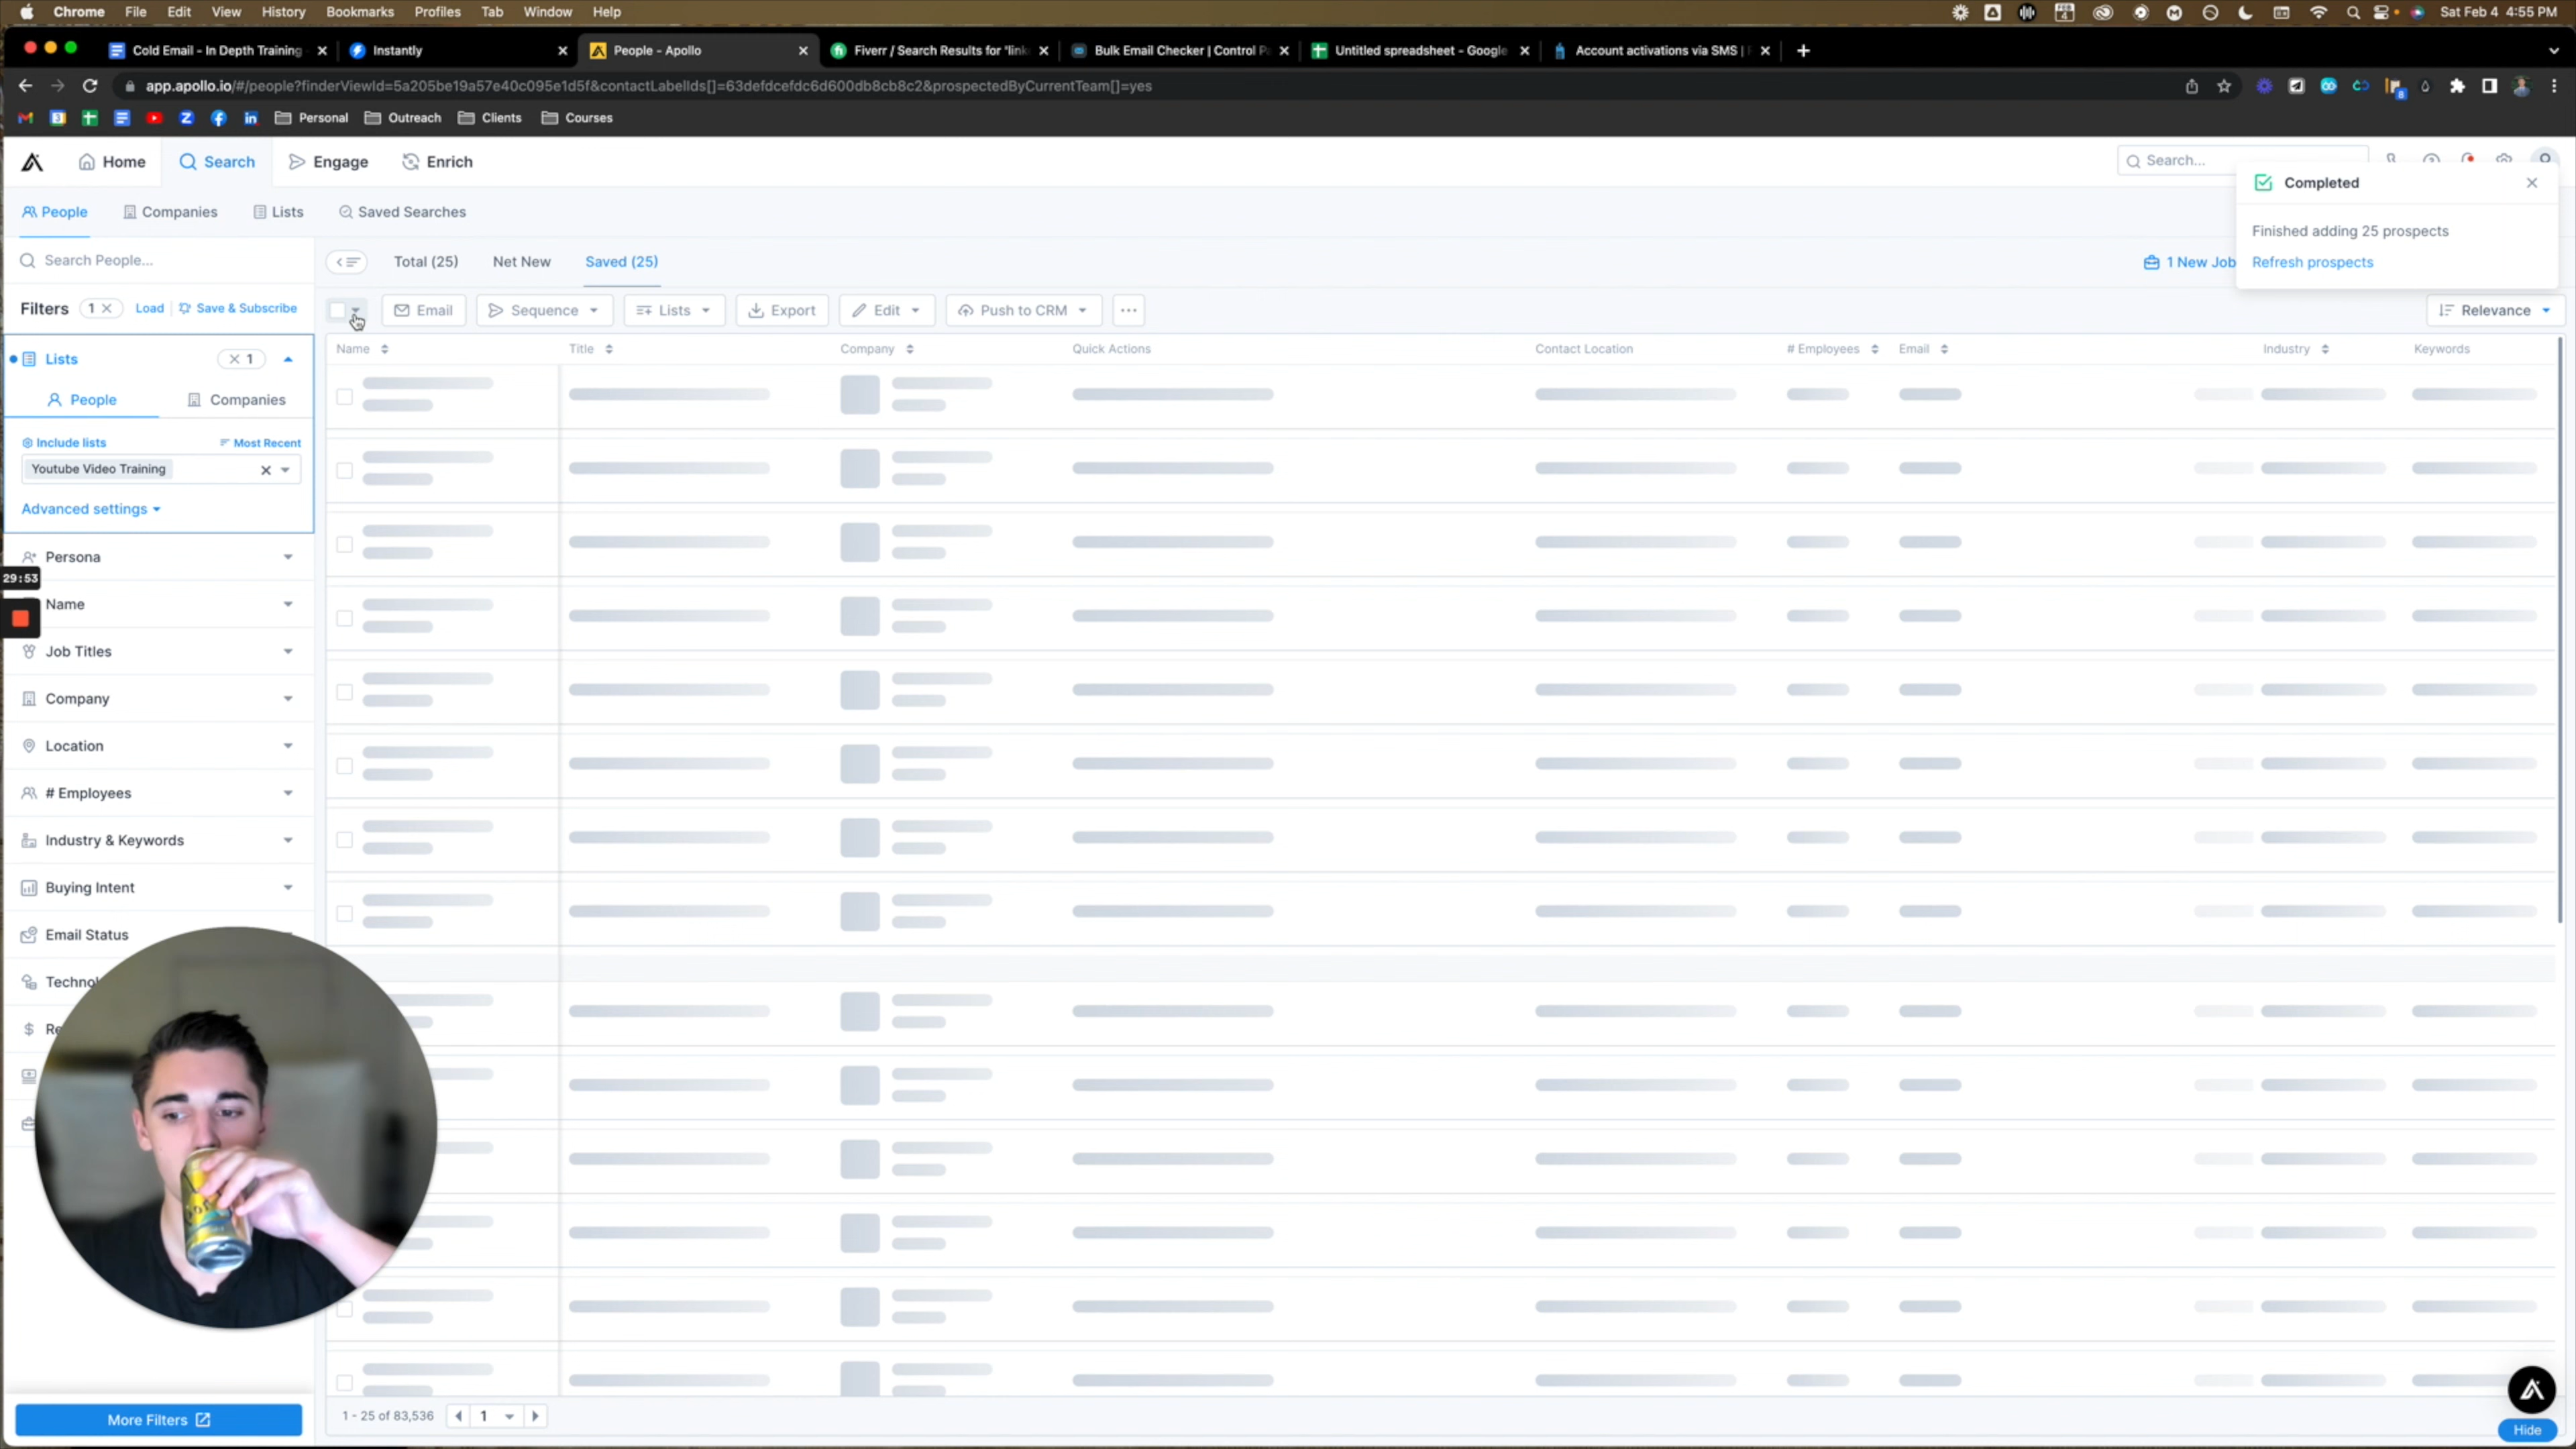 Chrome File Edit View History Bookmarks Profiles Tab Window Help
FEB 4
Sat Feb 4 4:55 PM
Cold Email - In Depth Training
Instantly
People - Apollo
Fiverr / Search Results for "link
Bulk Email Checker | Control P
Untitled spreadsheet - Google
Account activations via SMS |
app.apollo.io/#/people?finderViewId=5a205be19a57e40c095e1d5f&contactLabelIds[]=63defdcefdc6d600db8cb8c2&prospectedByCurrentTeam[]=yes
Personal Outreach Clients Courses
Home Search Engage Enrich
Search...
Completed
People Companies Lists Saved Searches
Finished adding 25 prospects
Search People...
Total (25) Net New Saved (25)
1 New Job
Refresh prospects
Filters 1 Load Save & Subscribe
Email Sequence Lists Export Edit Push to CRM
Relevance
Name Title Company Quick Actions Contact Location # Employees Email Industry Keywords
Lists 1
People Companies
Include lists Most Recent
Youtube Video Training
Advanced settings
Persona
29:53
Name
Job Titles
Company
Location
# Employees
Industry & Keywords
Buying Intent
Email Status
Technol
Re
More Filters
1 - 25 of 83,536 1
Hide